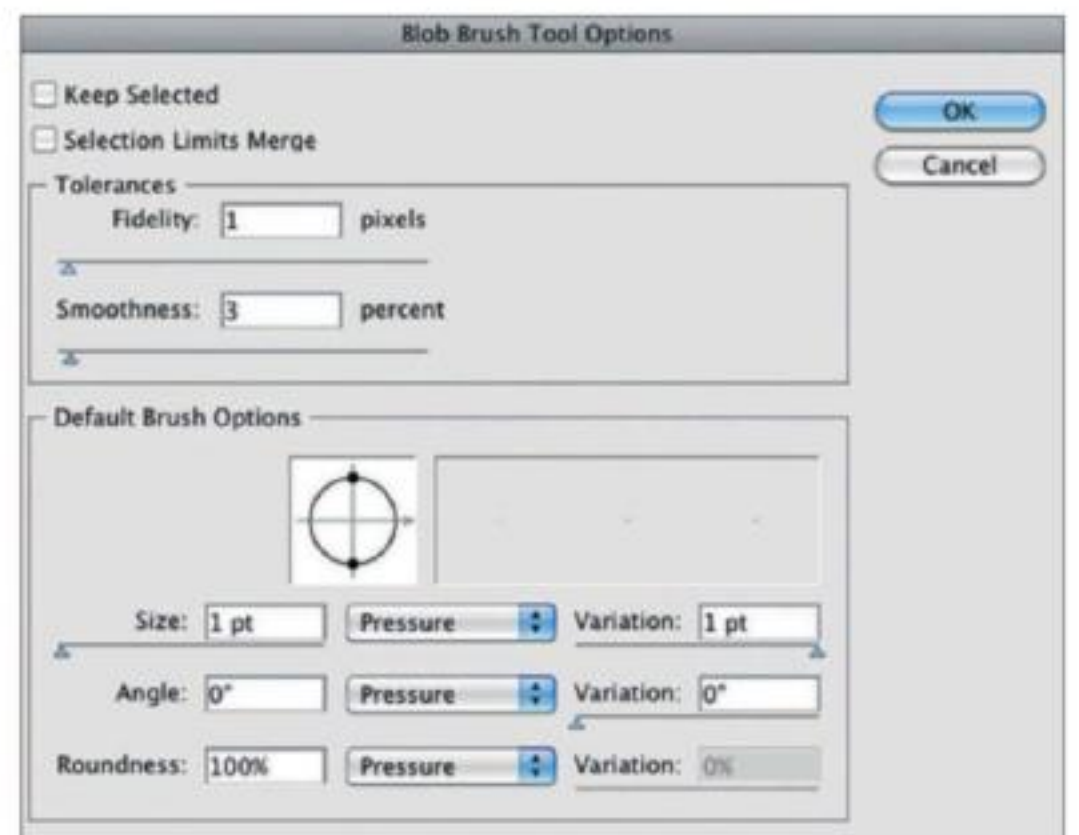 Blob Brush Tool Options
Keep Selected
OK
Selection Limits Merge
Cancel
Tolerances
Fidelity: 1 pixels
Smoothness: 3 percent
Default Brush Options
Size: 1 pt Pressure Variation: 1 pt
Angle: 0° Pressure Variation: 0°
Roundness: 100% Pressure Variation: 0%